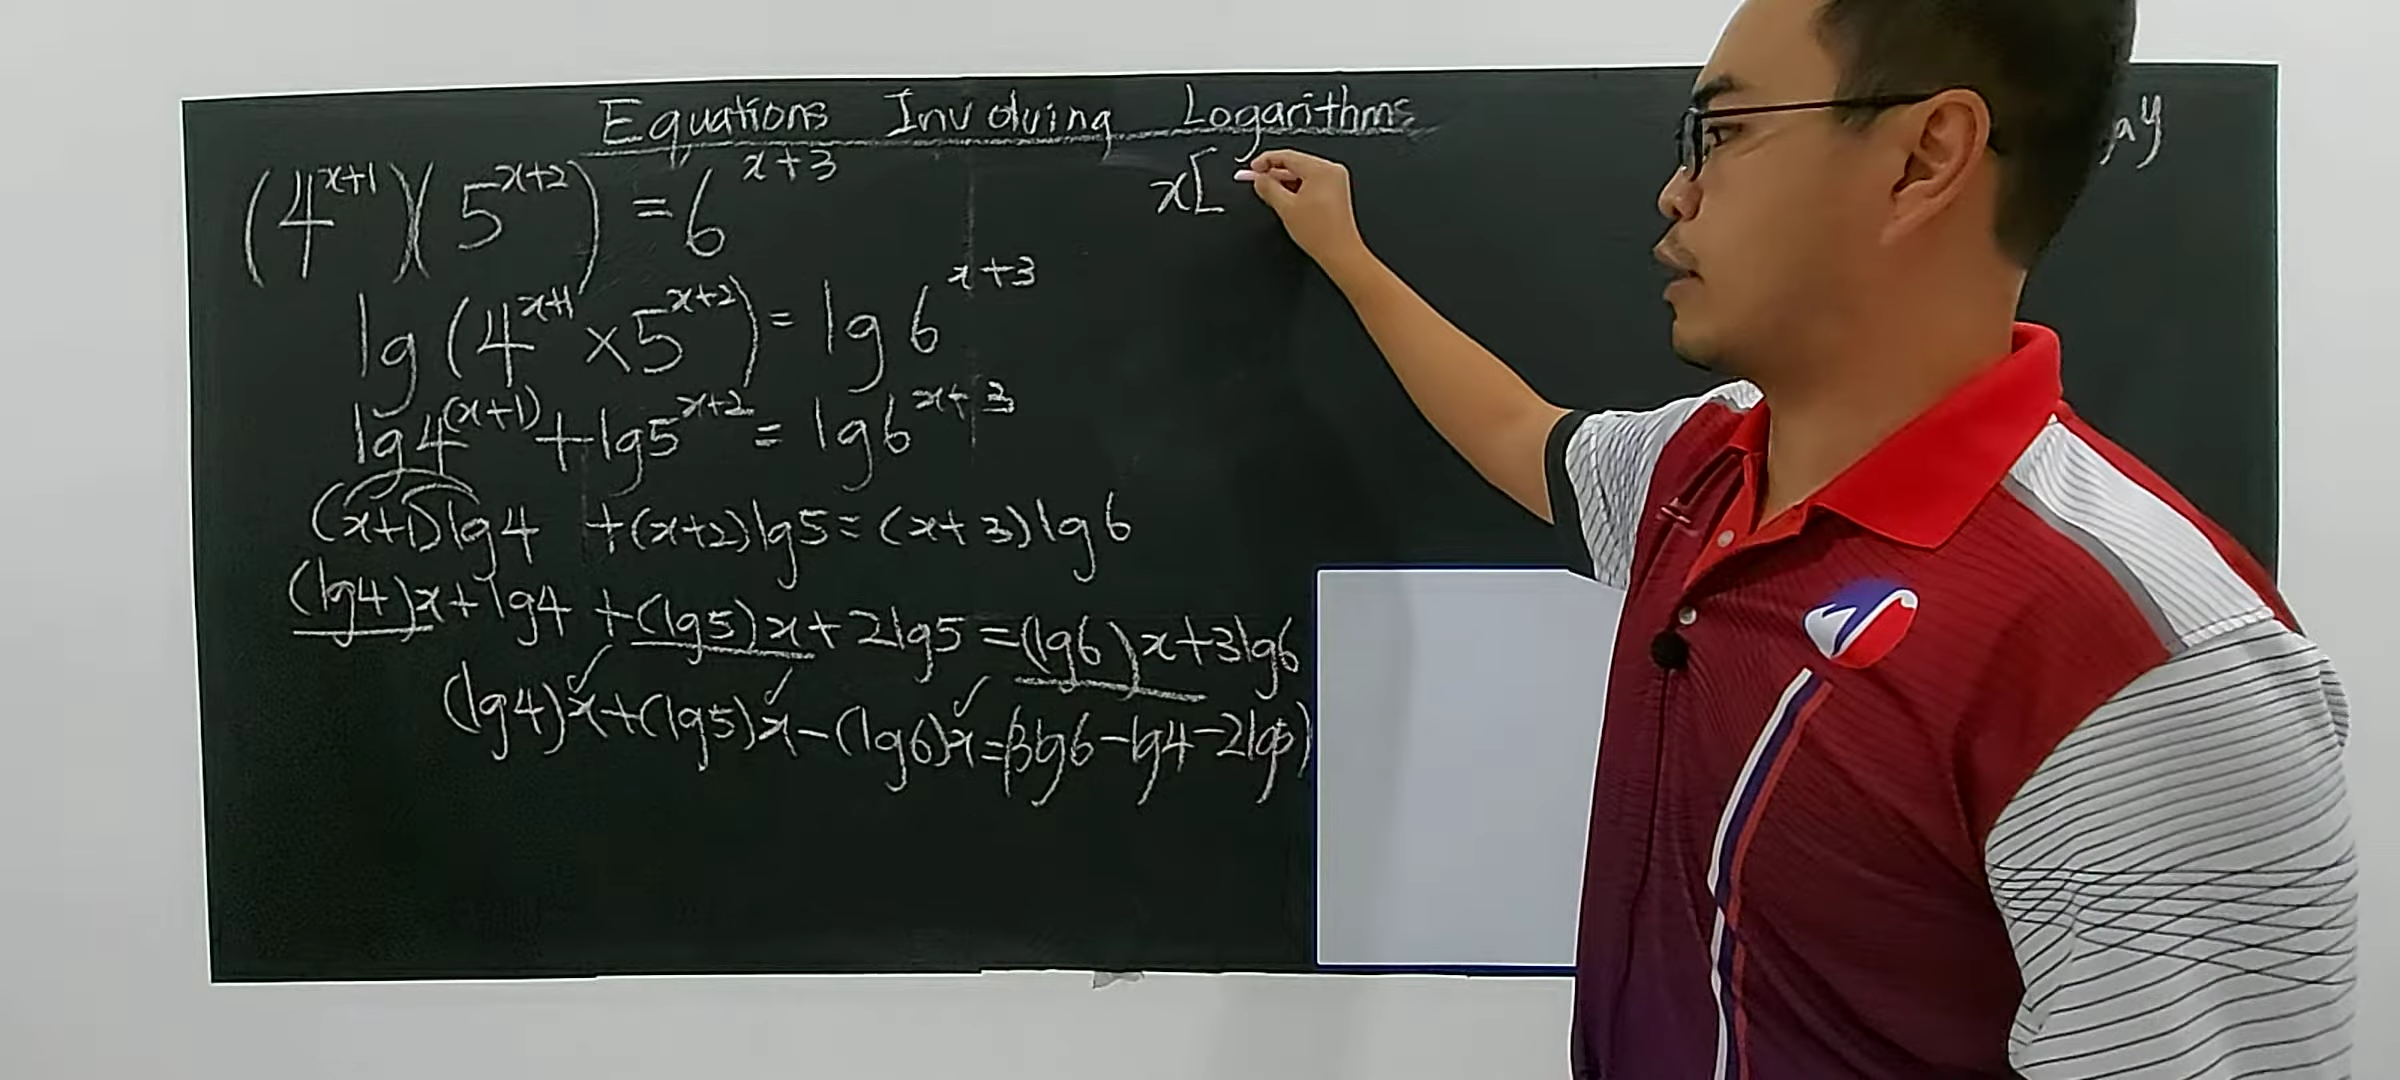 Equations Involving Logarithms
(4^{x+1})(5^{x+2}) = 6^{x+3}
lg(4^{x+1} × 5^{x+2}) = lg 6^{x+3}
lg4^{(x+1)} + lg5^{x+2} = lg6^{x+3}
(x+1)lg4 + (x+2)lg5 = (x+3)lg6
(lg4)x + lg4 + (lg5)x + 2lg5 = (lg6)x + 3lg6
(lg4)x + (lg5)x - (lg6)x = (3lg6 - lg4 - 2lg5)
x[